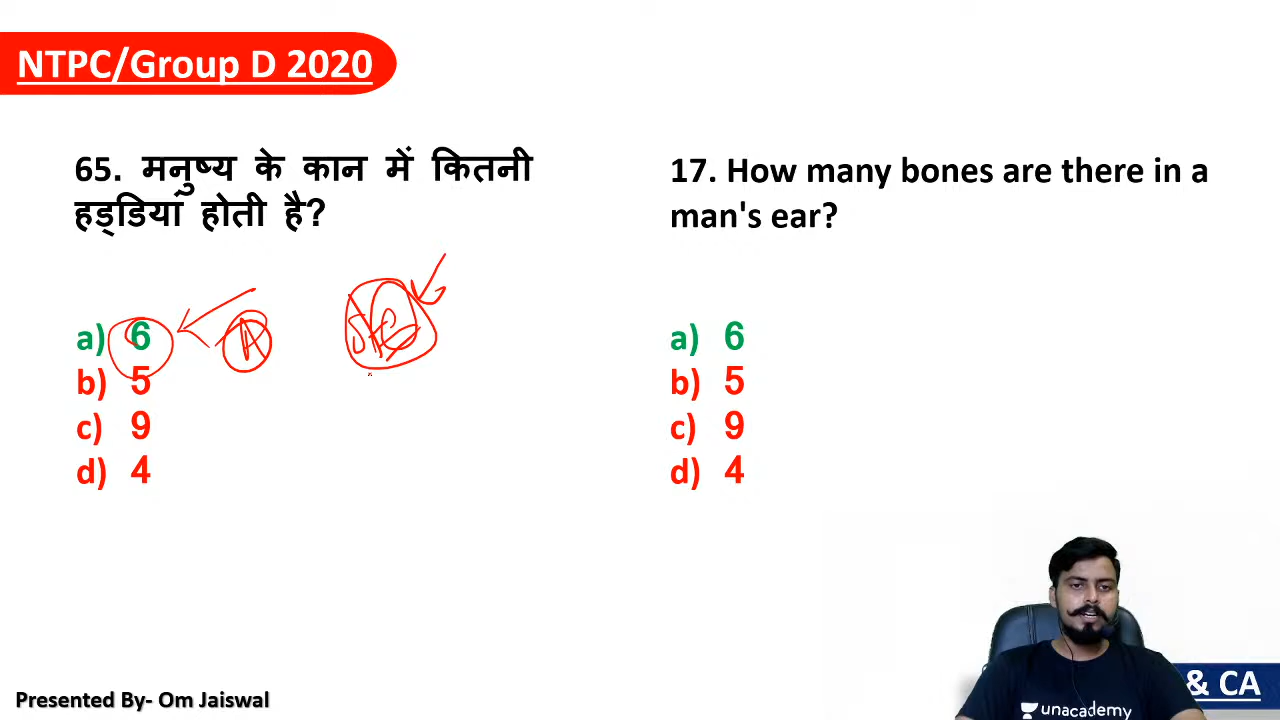 NTPC/Group D 2020
65. मनुष्य के कान में कितनी
हड्डियां होती है?
a) 6
b) 5
c) 9
d) 4
17. How many bones are there in a
man's ear?
a) 6
b) 5
c) 9
d) 4
A
Presented By- Om Jaiswal
& CA
unacademy